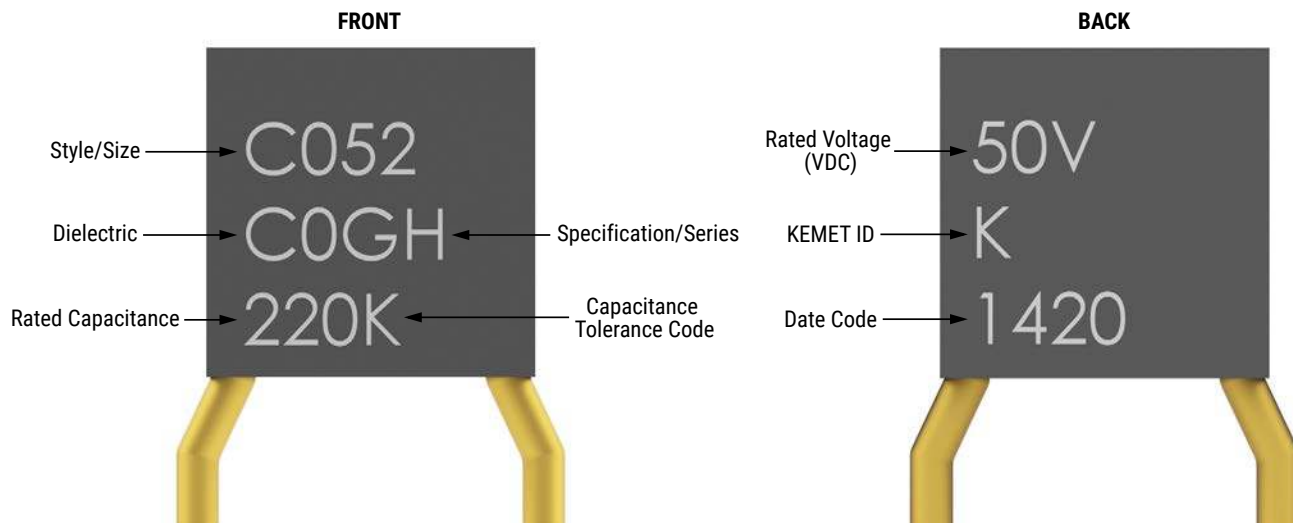 FRONT
BACK
Style/Size
C052
Dielectric
C0GH
Specification/Series
Rated Capacitance
220K
Capacitance
Tolerance Code
Rated Voltage
(VDC)
50V
KEMET ID
K
Date Code
1420